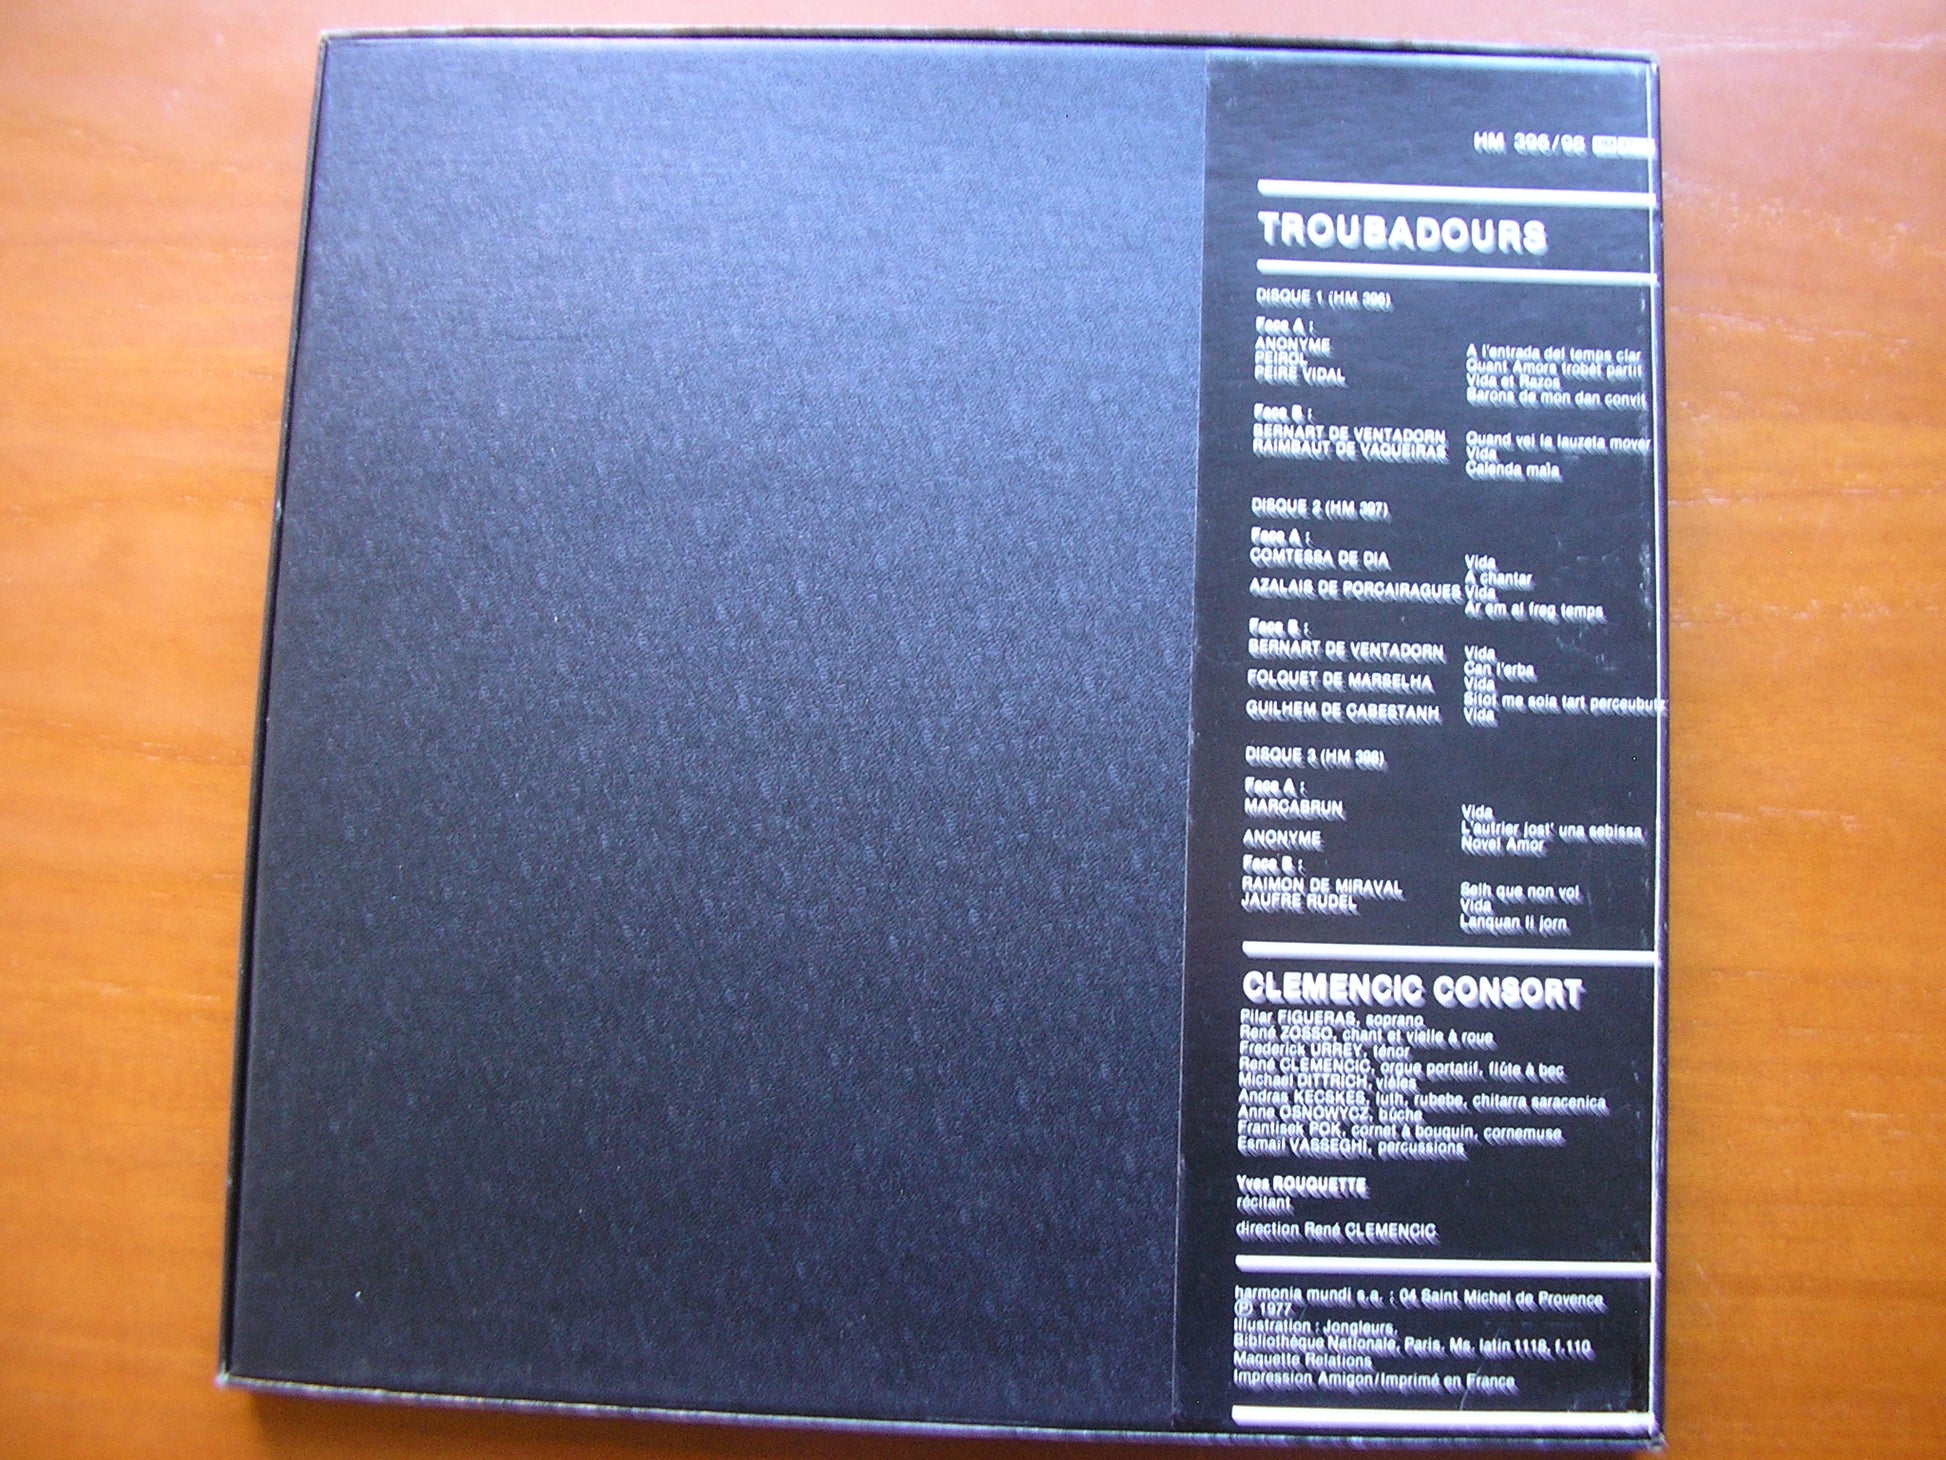 HM 396/98
TROUBADOURS
DISQUE 1 (HM 396)
Face A :
ANONYME A l'entrada del temps clar
PEIROL Quant Amors trobèt partit
PEIRE VIDAL Vida et Razos
Barons de mon dan convit
Face B :
BERNART DE VENTADORN Quand vei la lauzeta mover
RAIMBAUT DE VAQUEIRAS Vida
Calenda maia
DISQUE 2 (HM 397)
Face A :
COMTESSA DE DIA Vida
A chantar
AZALAIS DE PORCAIRAGUES Vida
Ar em al freg temps
Face B :
BERNART DE VENTADORN Vida
Can l'erba
FOLQUET DE MARSELHA Vida
Sitot me soia tart perceubutz
GUILHEM DE CABESTANH Vida
DISQUE 3 (HM 398)
Face A :
MARCABRUN Vida
L'autrier jost' una sebissa
ANONYME Novel Amor
Face B :
RAIMON DE MIRAVAL Selh que non vol
JAUFRE RUDEL Vida
Lanquan li jorn
CLEMENCIC CONSORT
Pilar FIGUERAS, soprano
René ZOSSO, chant et vielle à roue
Frederick URREY, ténor
René CLEMENCIC, orgue portatif, flûte à bec
Michael DITTRICH, vièles
Andras KECSKES, luth, rubebe, chitarra saracenica
Anne OSNOWYCZ, bûche
Frantisek POK, cornet à bouquin, cornemuse
Esmail VASSEGHI, percussions
Yves ROUQUETTE
récitant
direction René CLEMENCIC
harmonia mundi s.a. : 04 Saint Michel de Provence
Ⓟ 1977
Illustration : Jongleurs,
Bibliothèque Nationale, Paris, Ms. latin 1118, f.110
Maquette Relations
Impression Amigon/Imprimé en France